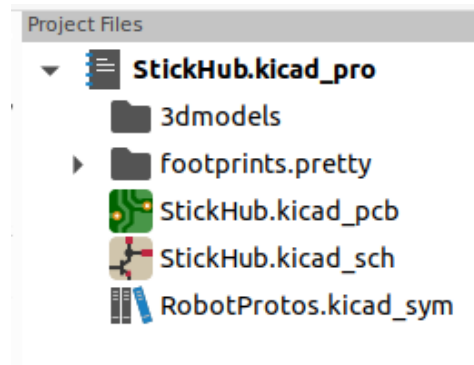 Project Files
StickHub.kicad_pro
3dmodels
footprints.pretty
StickHub.kicad_pcb
StickHub.kicad_sch
RobotProtos.kicad_sym